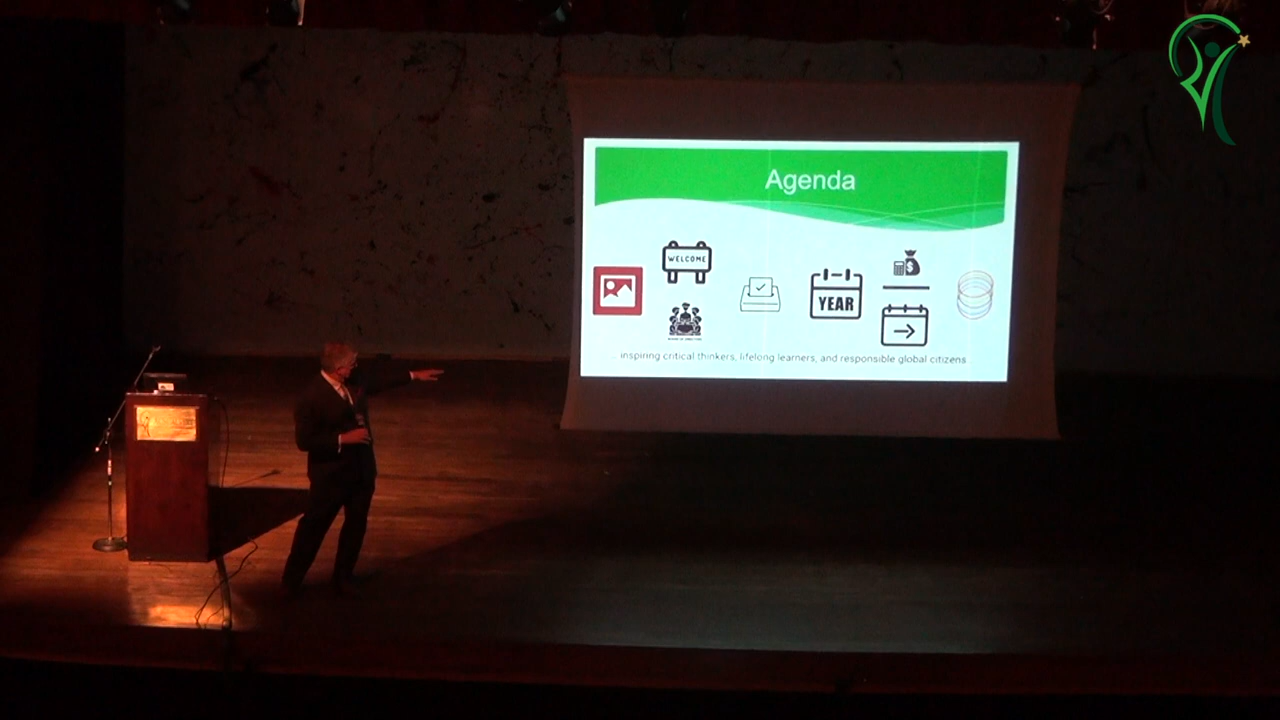 Agenda
WELCOME
YEAR
... inspiring critical thinkers, lifelong learners, and responsible global citizens